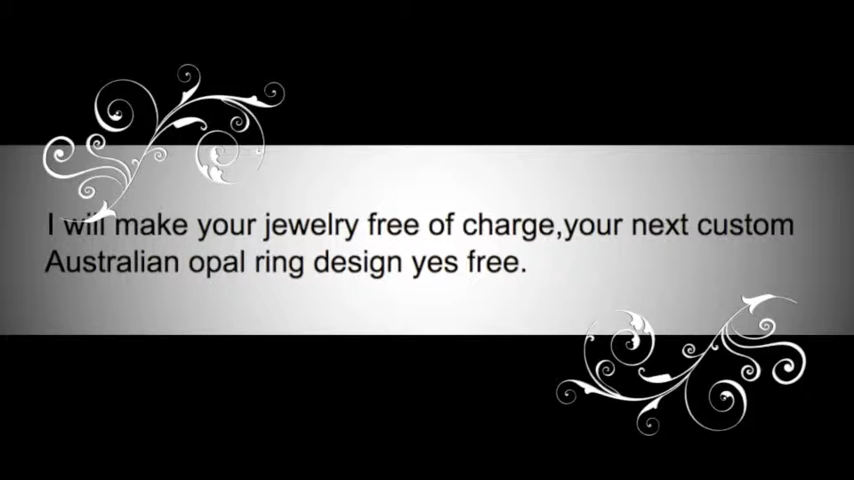 I will make your jewelry free of charge,your next custom
Australian opal ring design yes free.